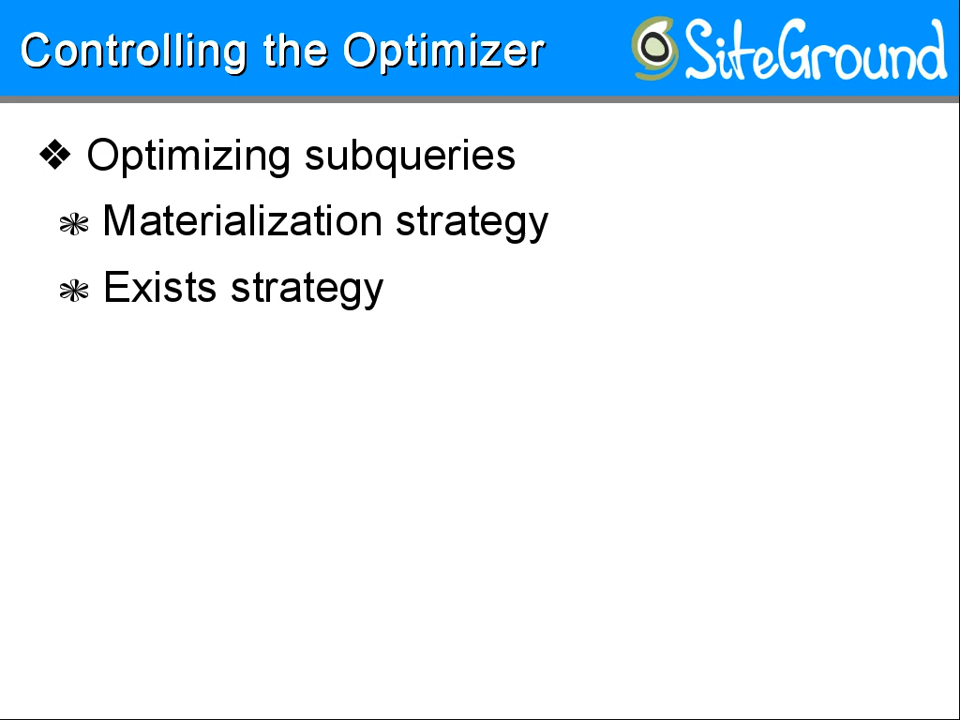 Controlling the Optimizer
SiteGround
❖ Optimizing subqueries
❃ Materialization strategy
❃ Exists strategy